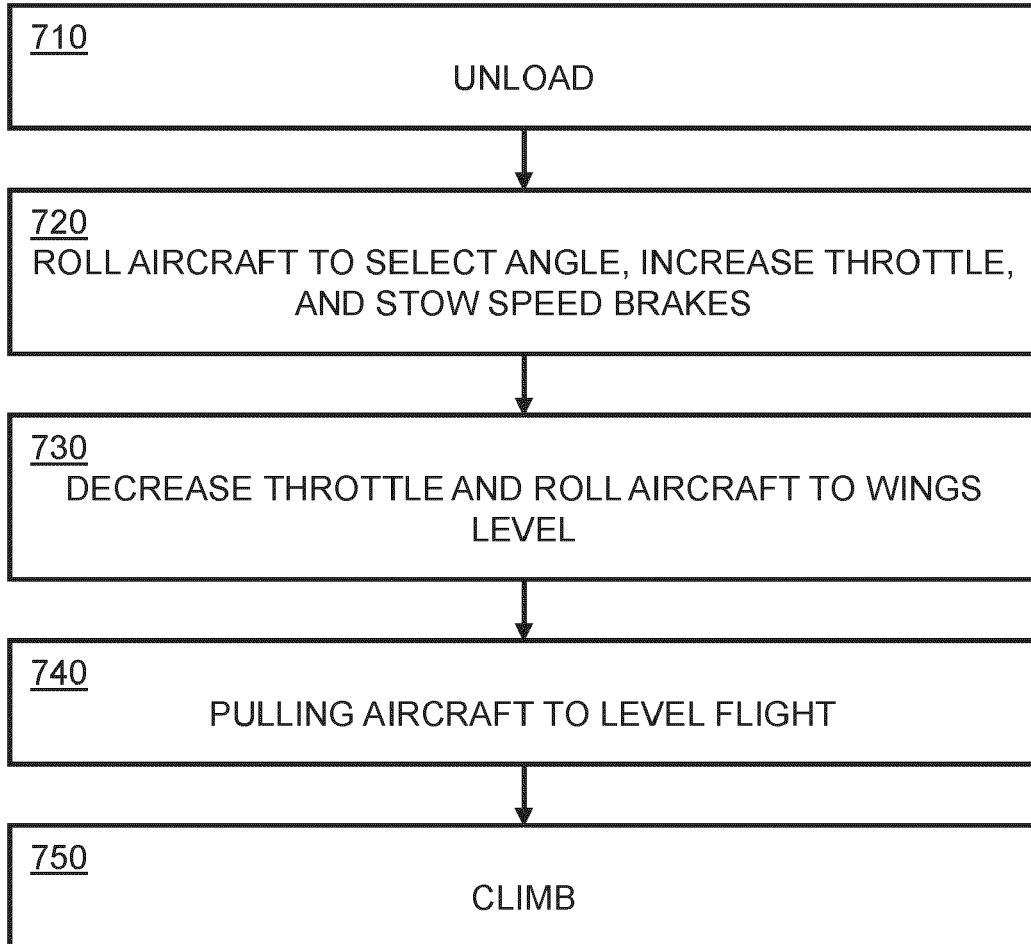 710
UNLOAD
720
ROLL AIRCRAFT TO SELECT ANGLE, INCREASE THROTTLE,
AND STOW SPEED BRAKES
730
DECREASE THROTTLE AND ROLL AIRCRAFT TO WINGS
LEVEL
740
PULLING AIRCRAFT TO LEVEL FLIGHT
750
CLIMB